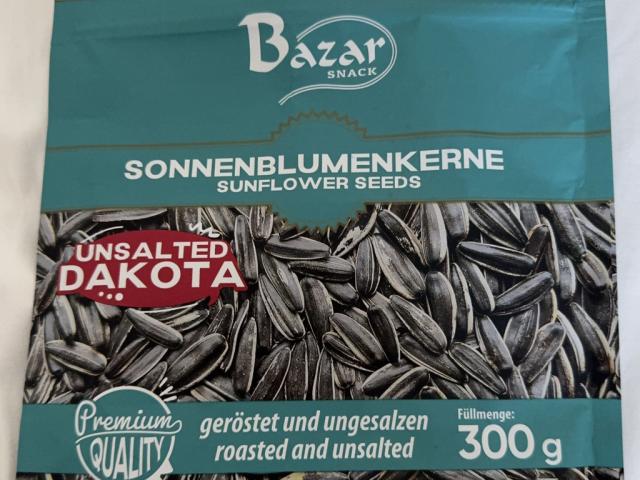 Bazar
SNACK
SONNENBLUMENKERNE
SUNFLOWER SEEDS
UNSALTED
DAKOTA
Premium
QUALITY
geröstet und ungesalzen
roasted and unsalted
Füllmenge:
300 g